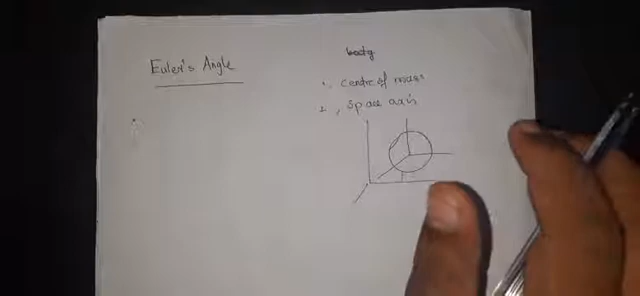 Euler's Angle
body
1, centre of mass
2, space axis